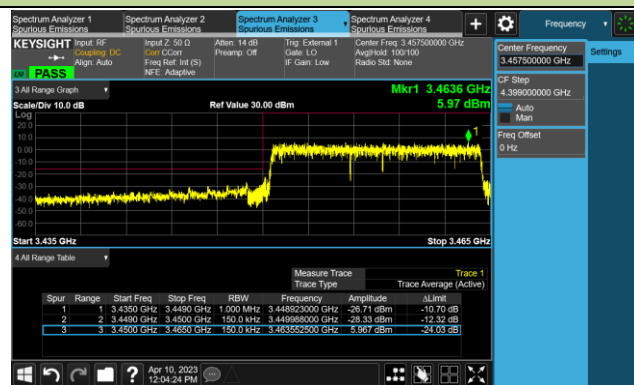 Spectrum Analyzer 1 Spectrum Analyzer 2 Spectrum Analyzer 3 Spectrum Analyzer 4 + Frequency
Spurious Emissions Spurious Emissions Spurious Emissions Spurious Emissions
KEYSIGHT Input: RF Input Z: 50 Ω Atten: 14 dB Trig: External 1 Center Freq: 3.457500000 GHz
Coupling: DC Corr CCorr Preamp: Off Gate: LO Avg|Hold: 100/100
Align: Auto Freq Ref: Int (S) IF Gain: Low Radio Std: None
NFE: Adaptive
PASS
Center Frequency Settings
3.457500000 GHz
CF Step
4.399000000 GHz
Auto
Man
Freq Offset
0 Hz
3 All Range Graph
Mkr1 3.4636 GHz
Scale/Div 10.0 dB Ref Value 30.00 dBm 5.97 dBm
Log
20.0
10.0
0.00
-10.0
-20.0
-30.0
-40.0
-50.0
-60.0
1
Start 3.435 GHz Stop 3.465 GHz
4 All Range Table
Measure Trace Trace 1
Trace Type Trace Average (Active)
Spur Range Start Freq Stop Freq RBW Frequency Amplitude ΔLimit
1 1 3.4350 GHz 3.4490 GHz 1.000 MHz 3.448923000 GHz -26.71 dBm -10.70 dB
2 2 3.4490 GHz 3.4500 GHz 150.0 kHz 3.449988000 GHz -28.33 dBm -12.32 dB
3 3 3.4500 GHz 3.4650 GHz 150.0 kHz 3.463552500 GHz 5.967 dBm -24.03 dB
? Apr 10, 2023
12:04:24 PM